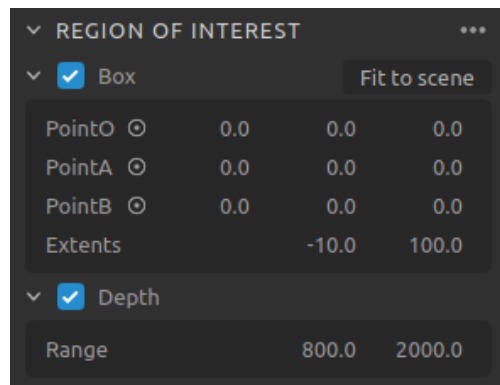 REGION OF INTEREST
Box Fit to scene
PointO 0.0 0.0 0.0
PointA 0.0 0.0 0.0
PointB 0.0 0.0 0.0
Extents -10.0 100.0
Depth
Range 800.0 2000.0